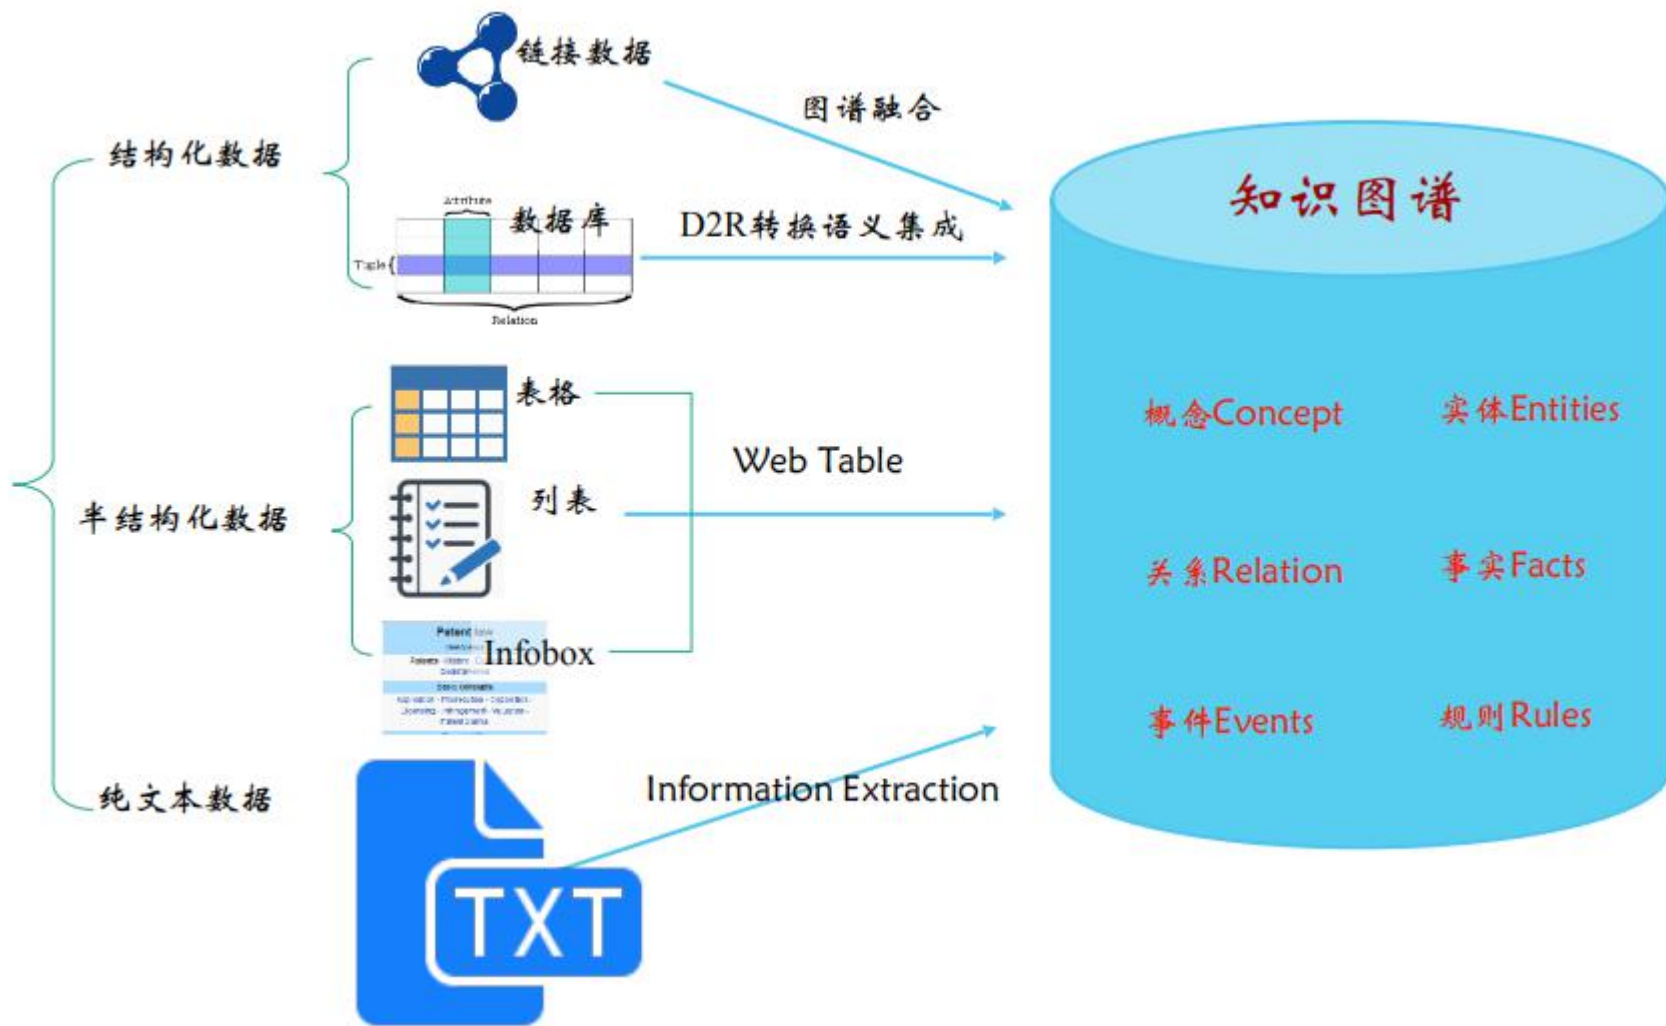 链接数据
图谱融合
结构化数据
知识图谱
Attribute
数据库
D2R转换语义集成
Tuple
Relation
表格
概念Concept
实体Entities
Web Table
列表
半结构化数据
关系Relation
事实Facts
Patent
Infobox
Patents
事件Events
规则Rules
纯文本数据
Information Extraction
TXT